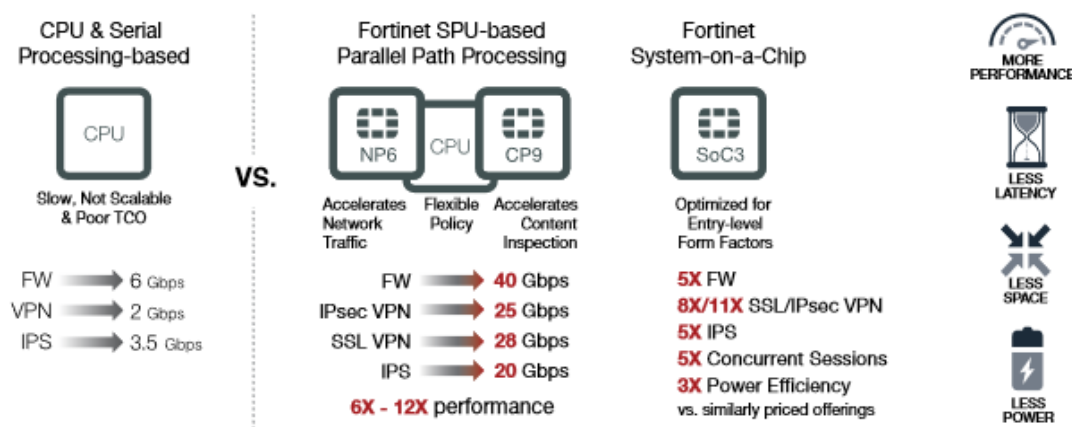 CPU & Serial
Processing-based
CPU
Slow, Not Scalable
& Poor TCO
FW 6 Gbps
VPN 2 Gbps
IPS 3.5 Gbps
VS.
Fortinet SPU-based
Parallel Path Processing
NP6 CPU CP9
Accelerates Network Traffic
Flexible Policy
Accelerates Content Inspection
FW 40 Gbps
IPsec VPN 25 Gbps
SSL VPN 28 Gbps
IPS 20 Gbps
6X - 12X performance
Fortinet
System-on-a-Chip
SoC3
Optimized for
Entry-level
Form Factors
5X FW
8X/11X SSL/IPsec VPN
5X IPS
5X Concurrent Sessions
3X Power Efficiency
vs. similarly priced offerings
MORE
PERFORMANCE
LESS
LATENCY
LESS
SPACE
LESS
POWER